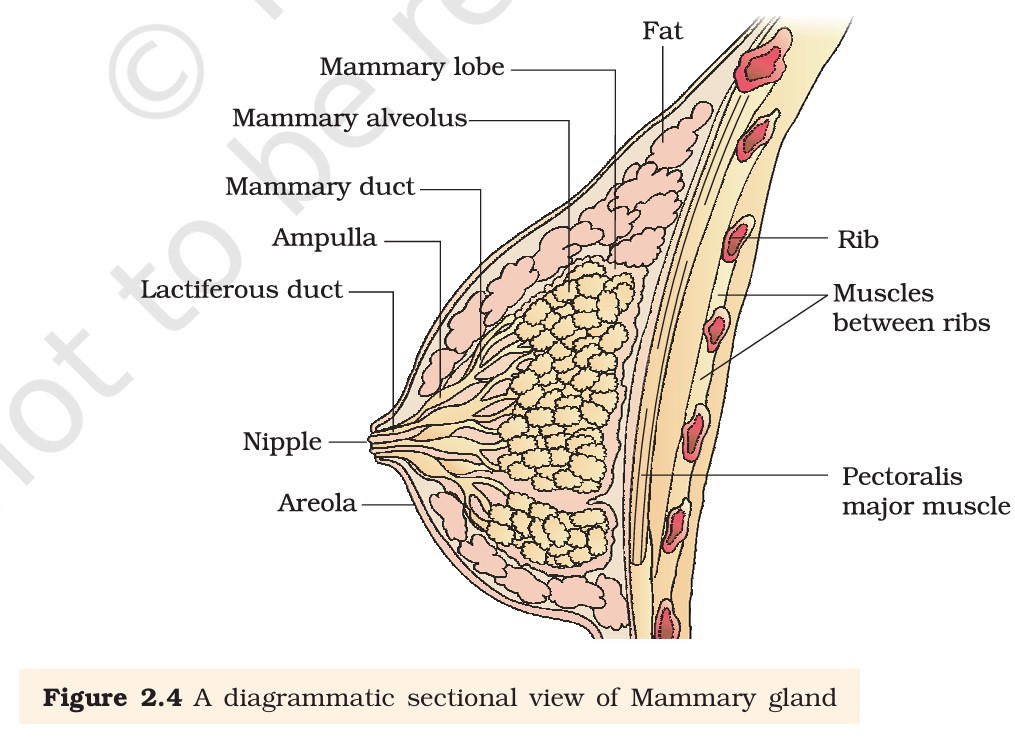 Fat
Mammary lobe
Mammary alveolus
Mammary duct
Ampulla
Lactiferous duct
Nipple
Areola
Rib
Muscles
between ribs
Pectoralis
major muscle
© 
not to be re
Figure 2.4 A diagrammatic sectional view of Mammary gland